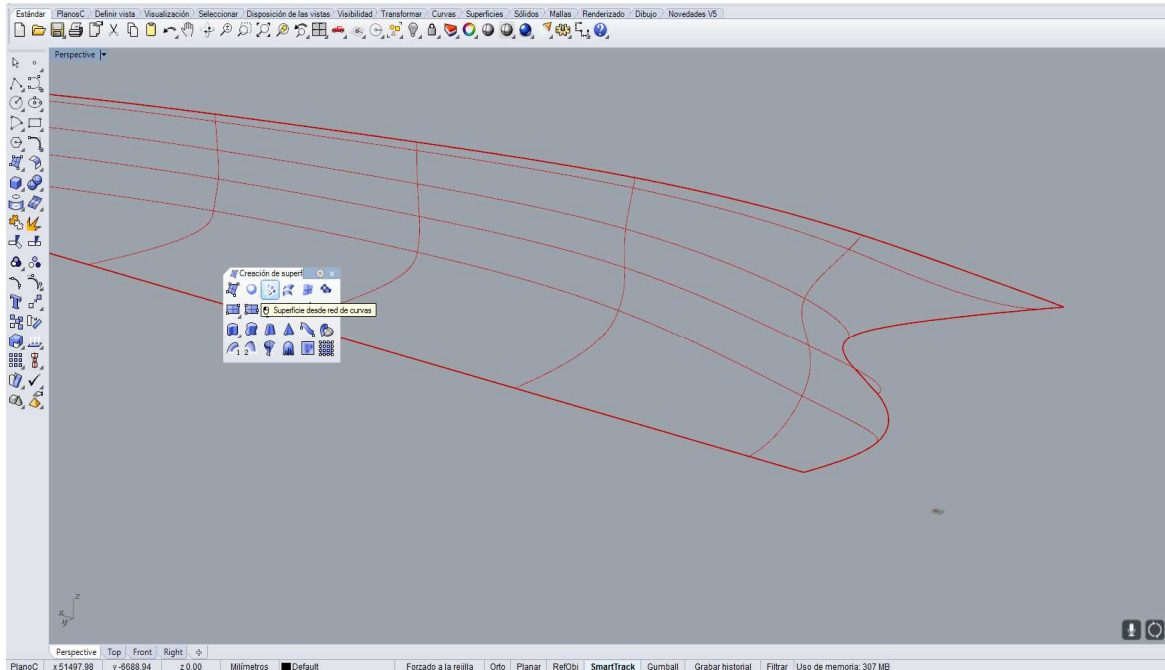 Estándar PlanosC Definir vista Visualización Seleccionar Disposición de las vistas Visibilidad Transformar Curvas Superficies Sólidos Mallas Renderizado Dibujo Novedades V5
Perspective
Creación de superf
Superficie desde red de curvas
1 2
z
x
y
Perspective Top Front Right
PlanoC x 51497.98 y -6688.94 z 0.00 Milímetros Default Forzado a la rejilla Orto Planar RefObj SmartTrack Gumball Grabar historial Filtrar Uso de memoria: 307 MB